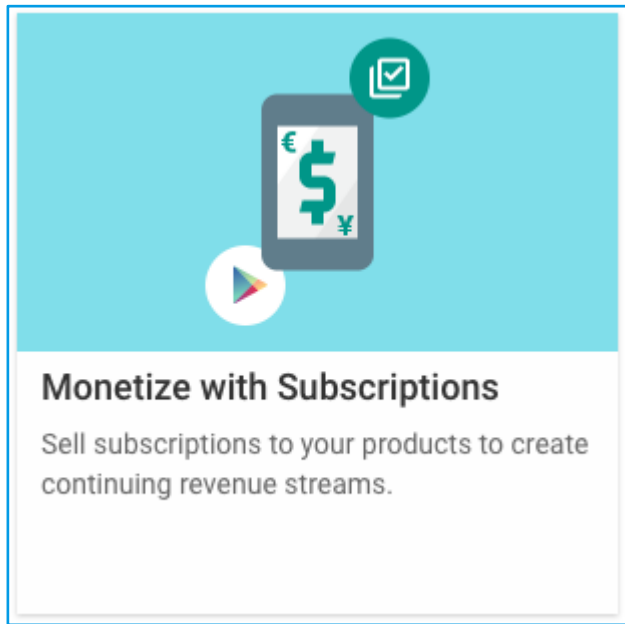 €
$
¥
Monetize with Subscriptions
Sell subscriptions to your products to create
continuing revenue streams.